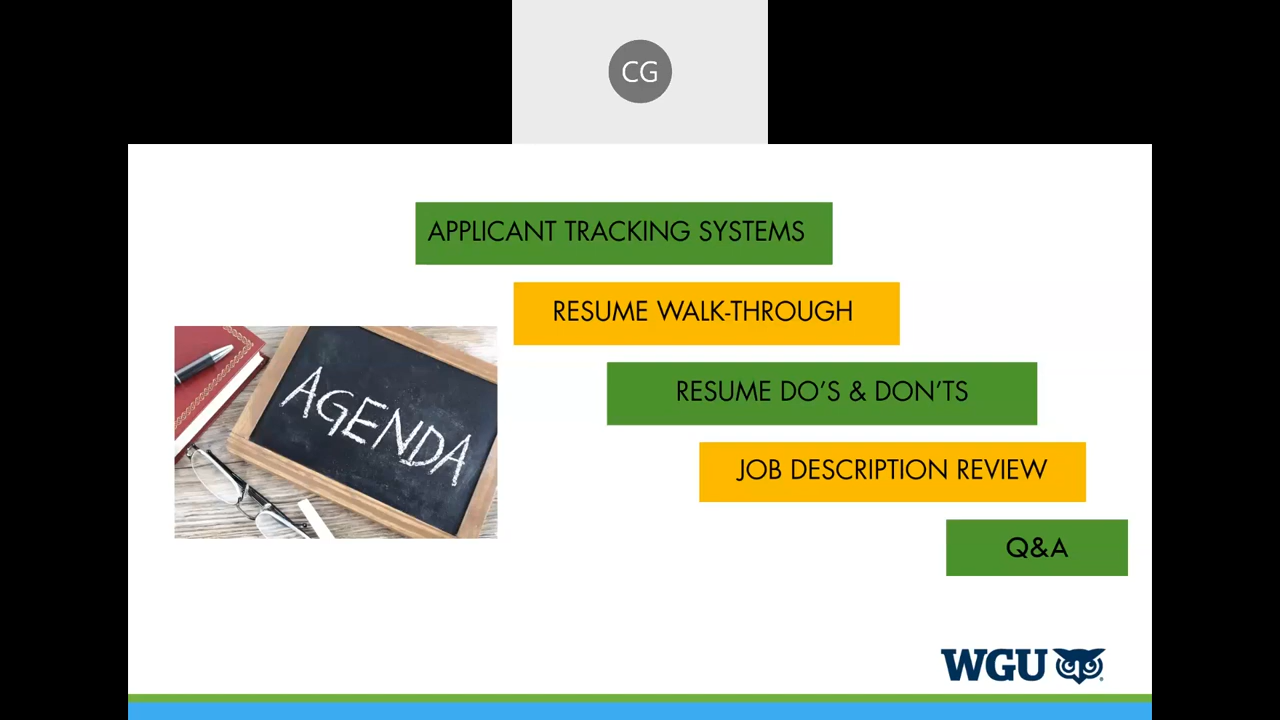 CG
APPLICANT TRACKING SYSTEMS
RESUME WALK-THROUGH
RESUME DO’S & DON’TS
AGENDA
JOB DESCRIPTION REVIEW
Q&A
WGU